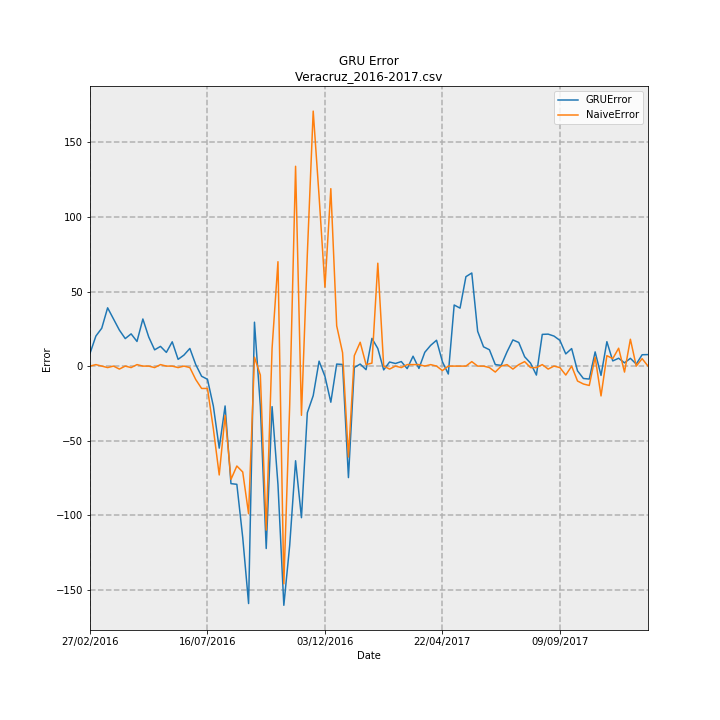 GRU Error
Veracruz_2016-2017.csv
GRUError
NaiveError
150
100
50
0
−50
−100
−150
Error
27/02/2016
16/07/2016
03/12/2016
22/04/2017
09/09/2017
Date